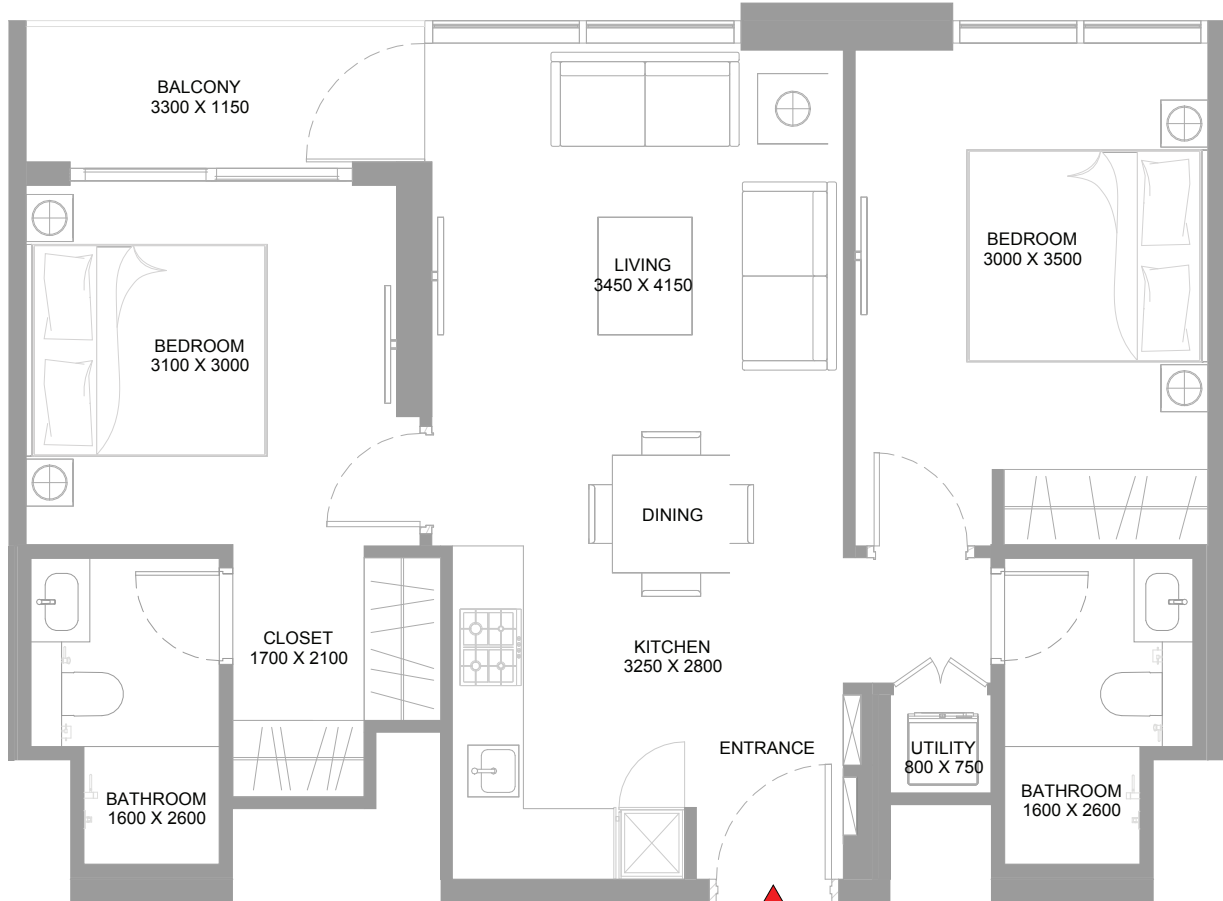 BALCONY
3300 X 1150
LIVING
3450 X 4150
BEDROOM
3000 X 3500
BEDROOM
3100 X 3000
DINING
CLOSET
1700 X 2100
KITCHEN
3250 X 2800
ENTRANCE
UTILITY
800 X 750
BATHROOM
1600 X 2600
BATHROOM
1600 X 2600